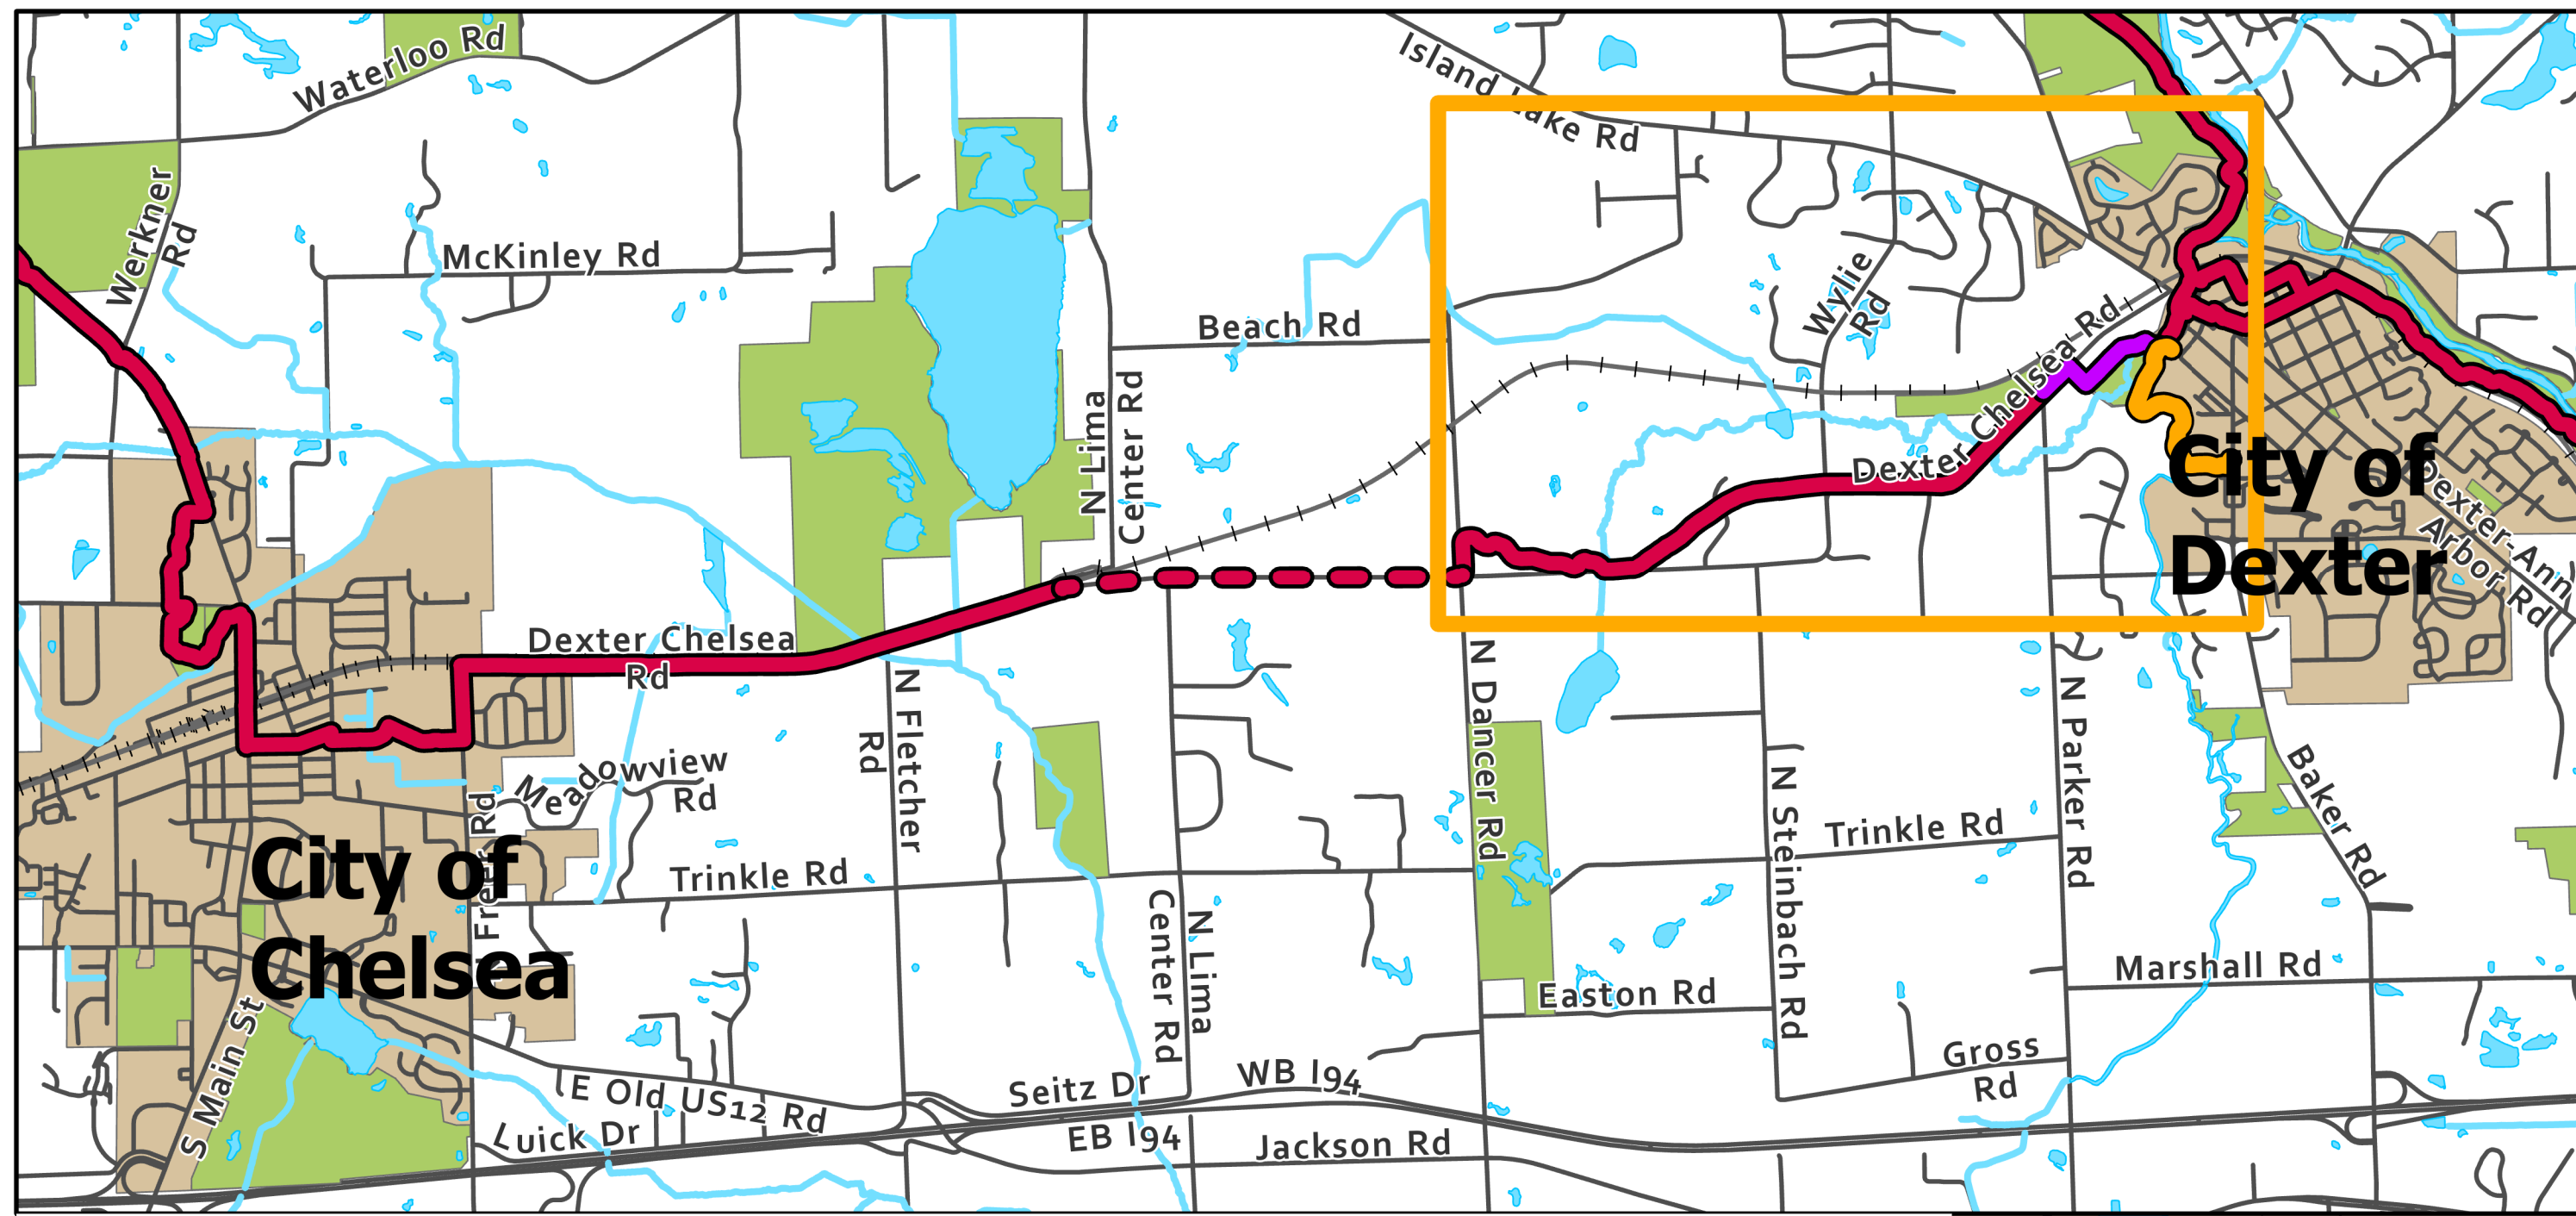 Waterloo Rd
Island Lake Rd
Werkner
Rd
McKinley Rd
Wylie
Rd
Beach Rd
N Lima
Center Rd
Dexter Chelsea Rd
City of
Dexter
Dexter-Ann
Arbor Rd
Dexter Chelsea
Rd
N Fletcher
Rd
N Dancer Rd
N Parker Rd
Meadowview
Rd
N Steinbach Rd
Baker Rd
Freer Rd
Trinkle Rd
Trinkle Rd
City of
Chelsea
N Lima
Center Rd
Marshall Rd
Easton Rd
S Main St
Gross
Rd
E Old US12 Rd
Seitz Dr
WB I94
Luick Dr
EB I94
Jackson Rd